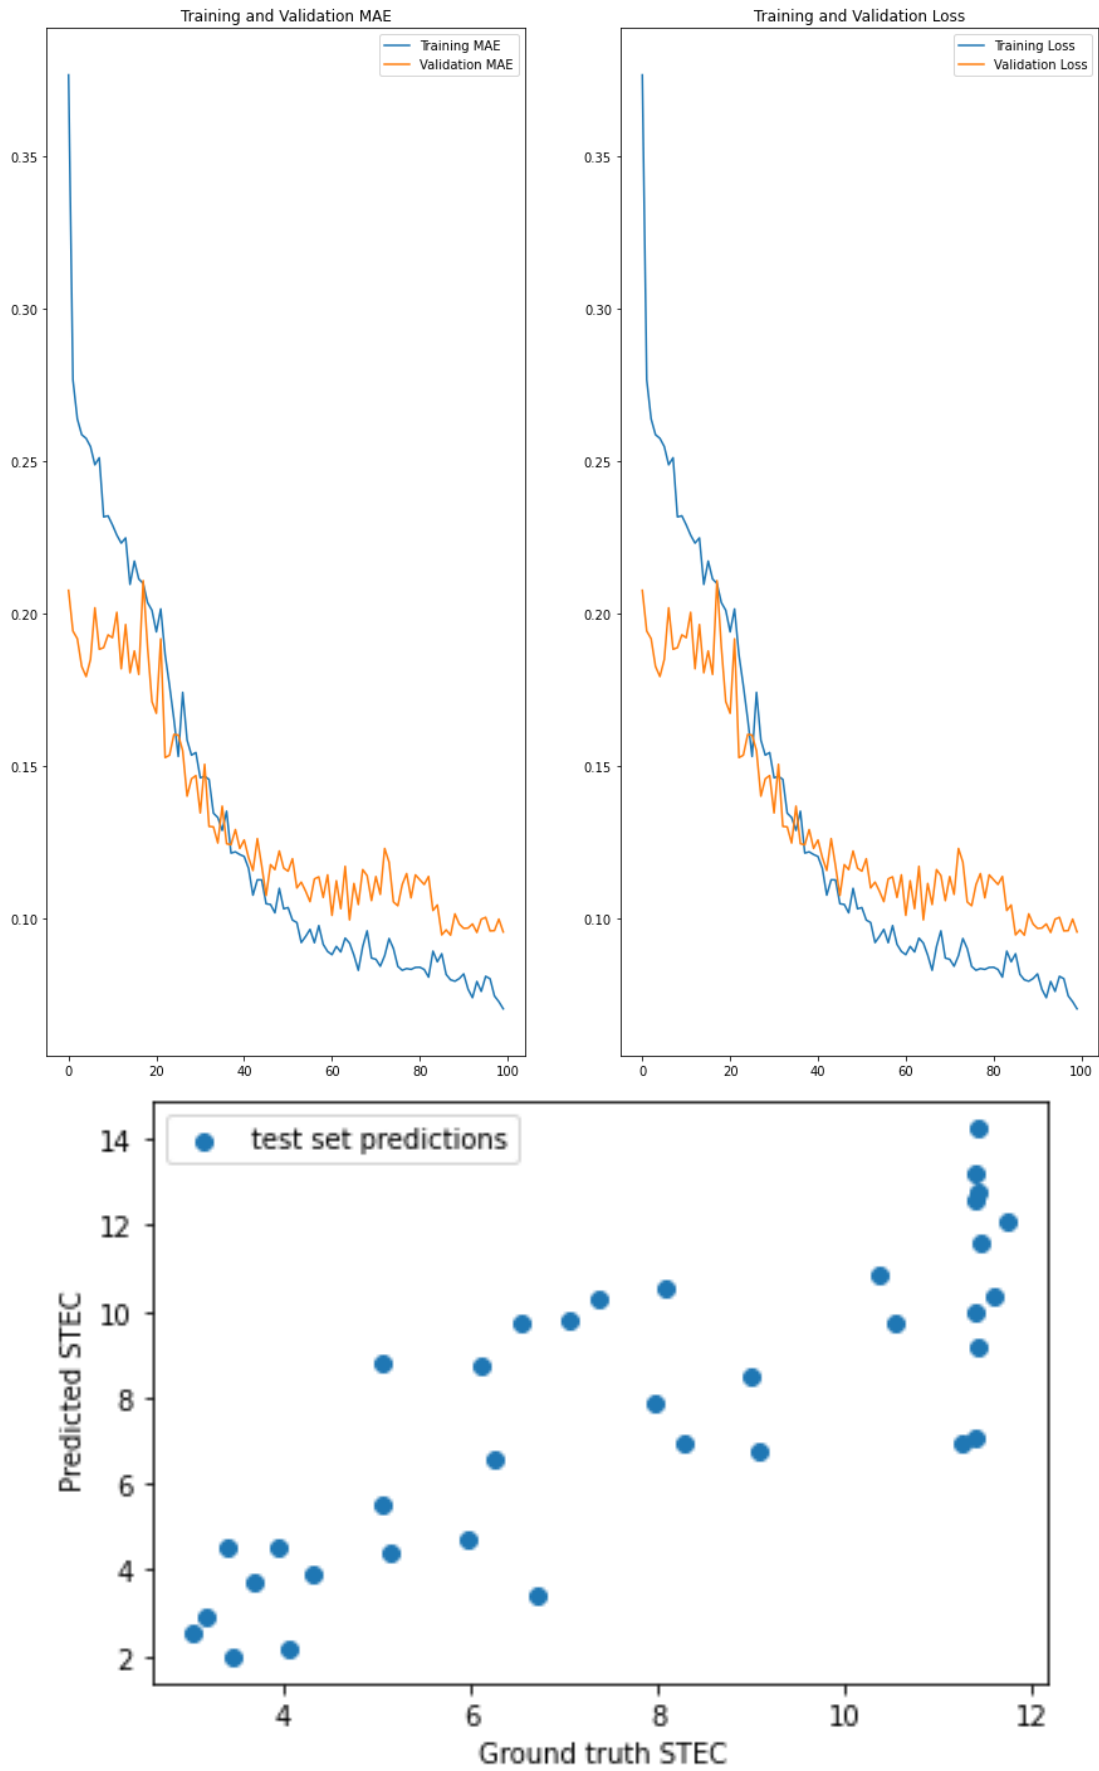 Training and Validation MAE
Training MAE
Validation MAE
0.35
0.30
0.25
0.20
0.15
0.10
0 20 40 60 80 100
Training and Validation Loss
Training Loss
Validation Loss
0.35
0.30
0.25
0.20
0.15
0.10
0 20 40 60 80 100
test set predictions
Predicted STEC
14
12
10
8
6
4
2
4 6 8 10 12
Ground truth STEC